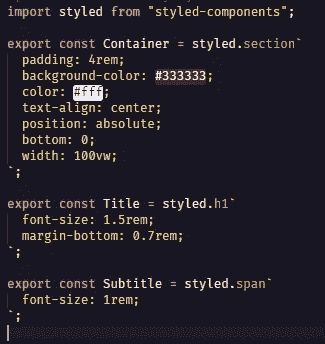 import styled from "styled-components";
export const Container = styled.section`
padding: 4rem;
background-color: #333333;
color: #fff;
text-align: center;
position: absolute;
bottom: 0;
width: 100vw;
`;
export const Title = styled.h1`
font-size: 1.5rem;
margin-bottom: 0.7rem;
`;
export const Subtitle = styled.span`
font-size: 1rem;
`;